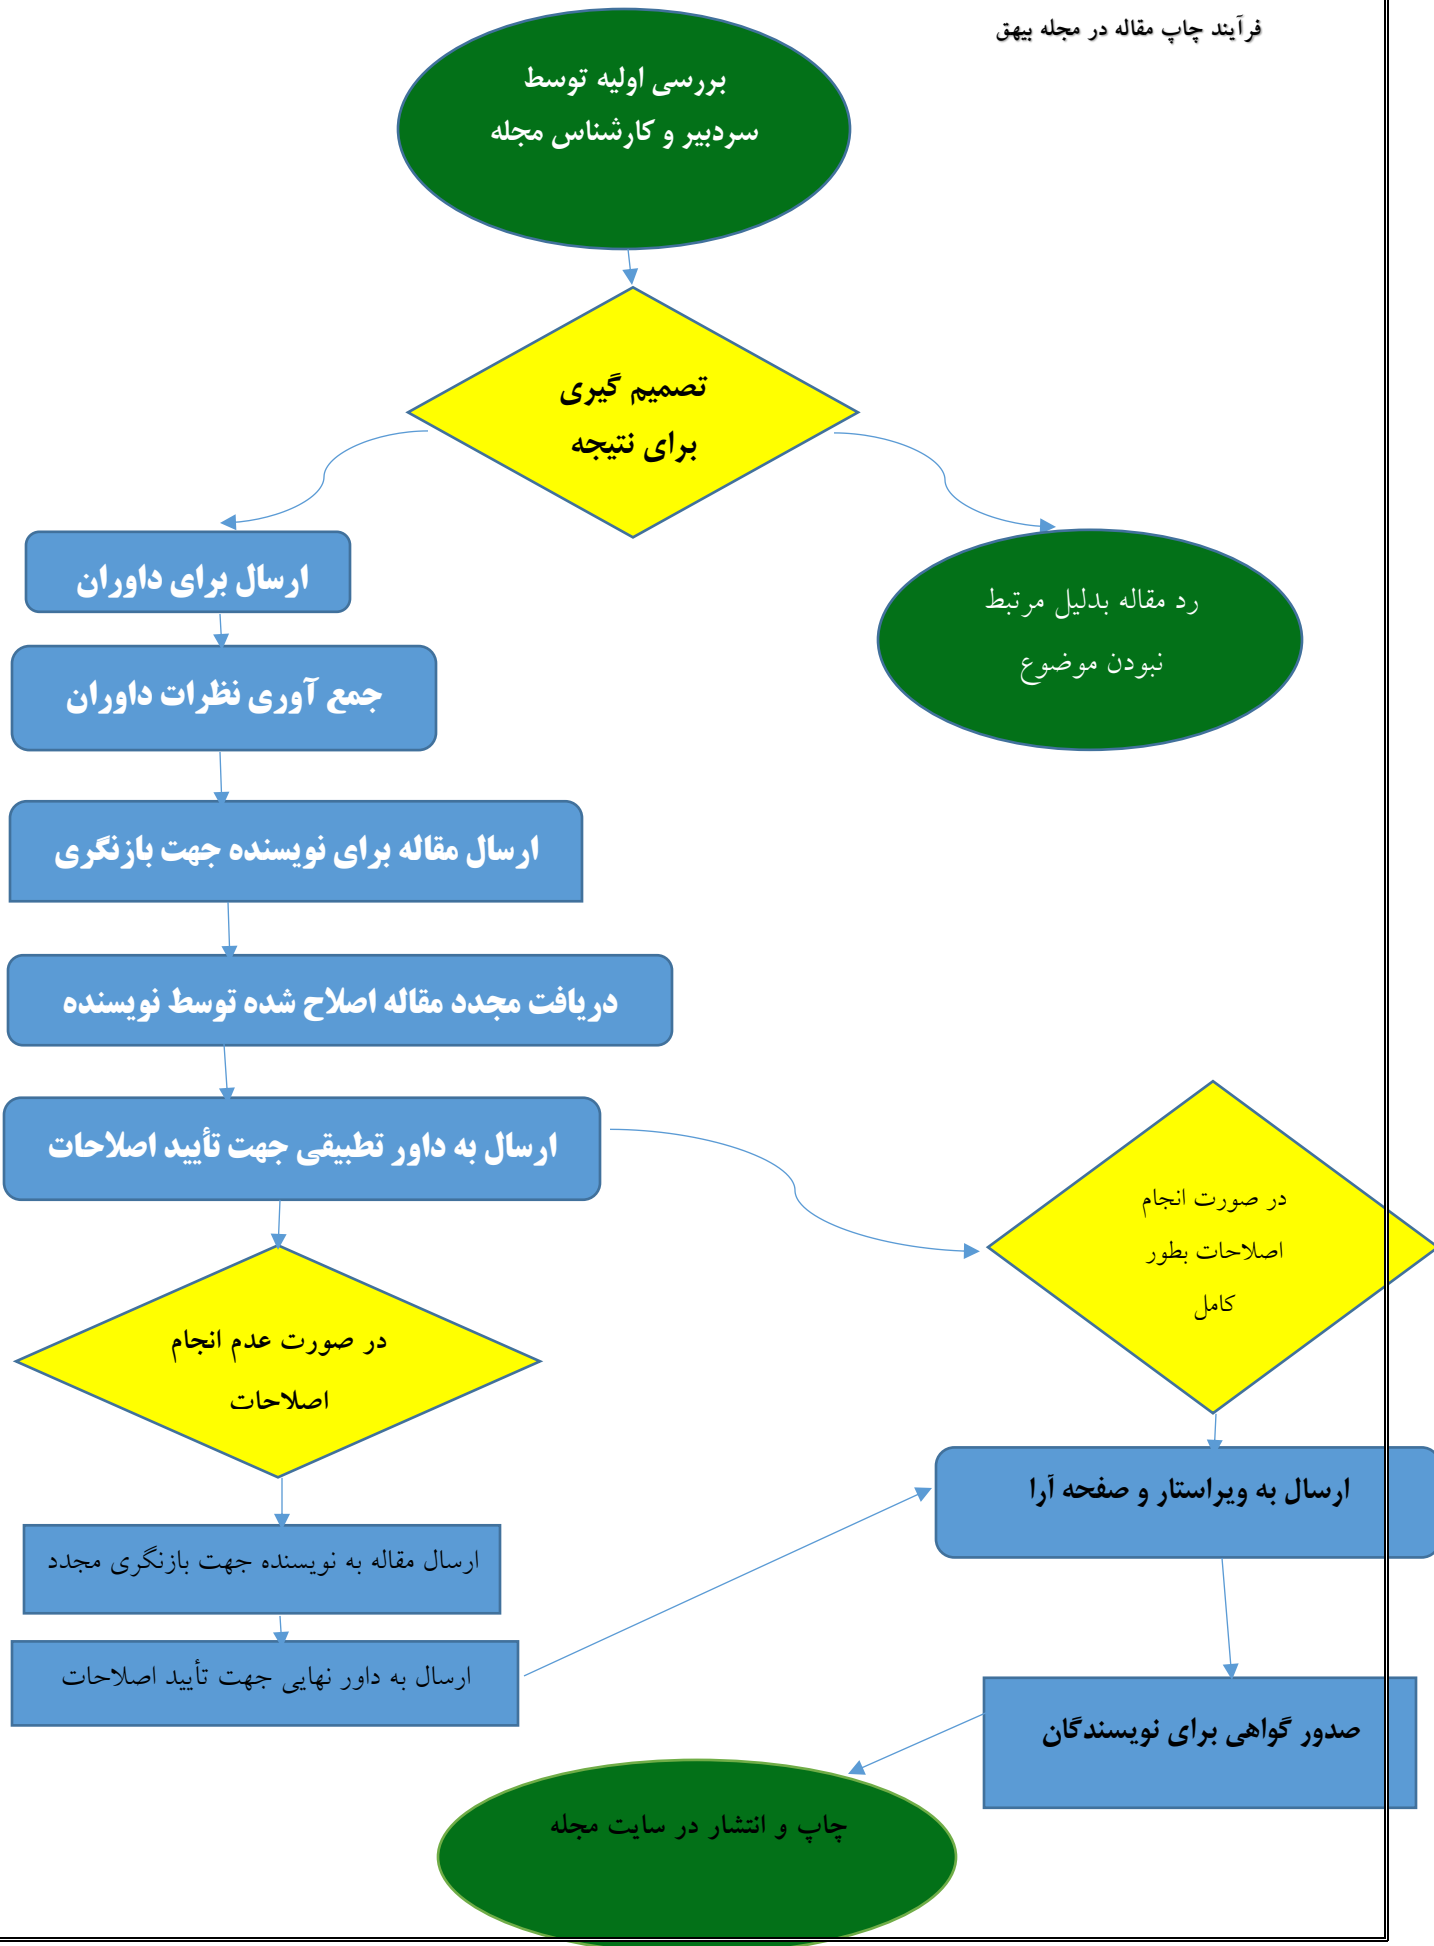 فرآیند چاپ مقاله در مجله بیهق
بررسی اولیه توسط
سردبیر و کارشناس مجله
تصمیم گیری
برای نتیجه
رد مقاله بدلیل مرتبط
نبودن موضوع
ارسال برای داوران
جمع آوری نظرات داوران
ارسال مقاله برای نویسنده جهت بازنگری
دریافت مجدد مقاله اصلاح شده توسط نویسنده
ارسال به داور تطبیقی جهت تأیید اصلاحات
در صورت انجام
اصلاحات بطور
کامل
در صورت عدم انجام
اصلاحات
ارسال به ویراستار و صفحه آرا
ارسال مقاله به نویسنده جهت بازنگری مجدد
ارسال به داور نهایی جهت تأیید اصلاحات
صدور گواهی برای نویسندگان
چاپ و انتشار در سایت مجله